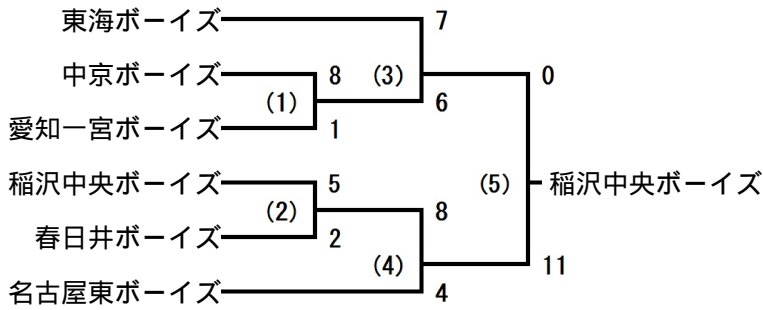 東海ボーイズ 7
中京ボーイズ 8 (3) 0
(1) 6
愛知一宮ボーイズ 1
稲沢中央ボーイズ 5 (5) 稲沢中央ボーイズ
(2) 8
春日井ボーイズ 2
(4) 11
名古屋東ボーイズ 4